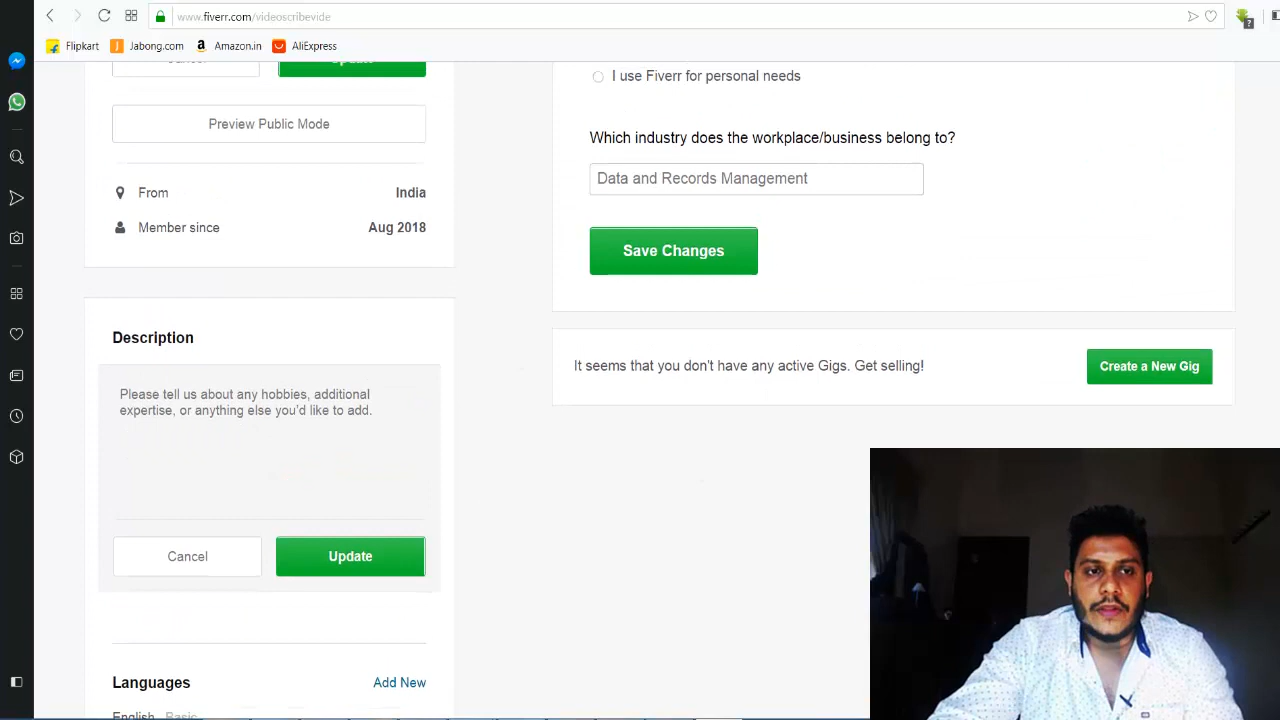 www.fiverr.com/videoscribevide
Flipkart
Jabong.com
Amazon.in
AliExpress
Update
I use Fiverr for personal needs
Preview Public Mode
Which industry does the workplace/business belong to?
Data and Records Management
From India
Member since Aug 2018
Save Changes
Description
It seems that you don't have any active Gigs. Get selling!
Create a New Gig
Please tell us about any hobbies, additional
expertise, or anything else you'd like to add.
Cancel
Update
Languages
Add New
English Basic